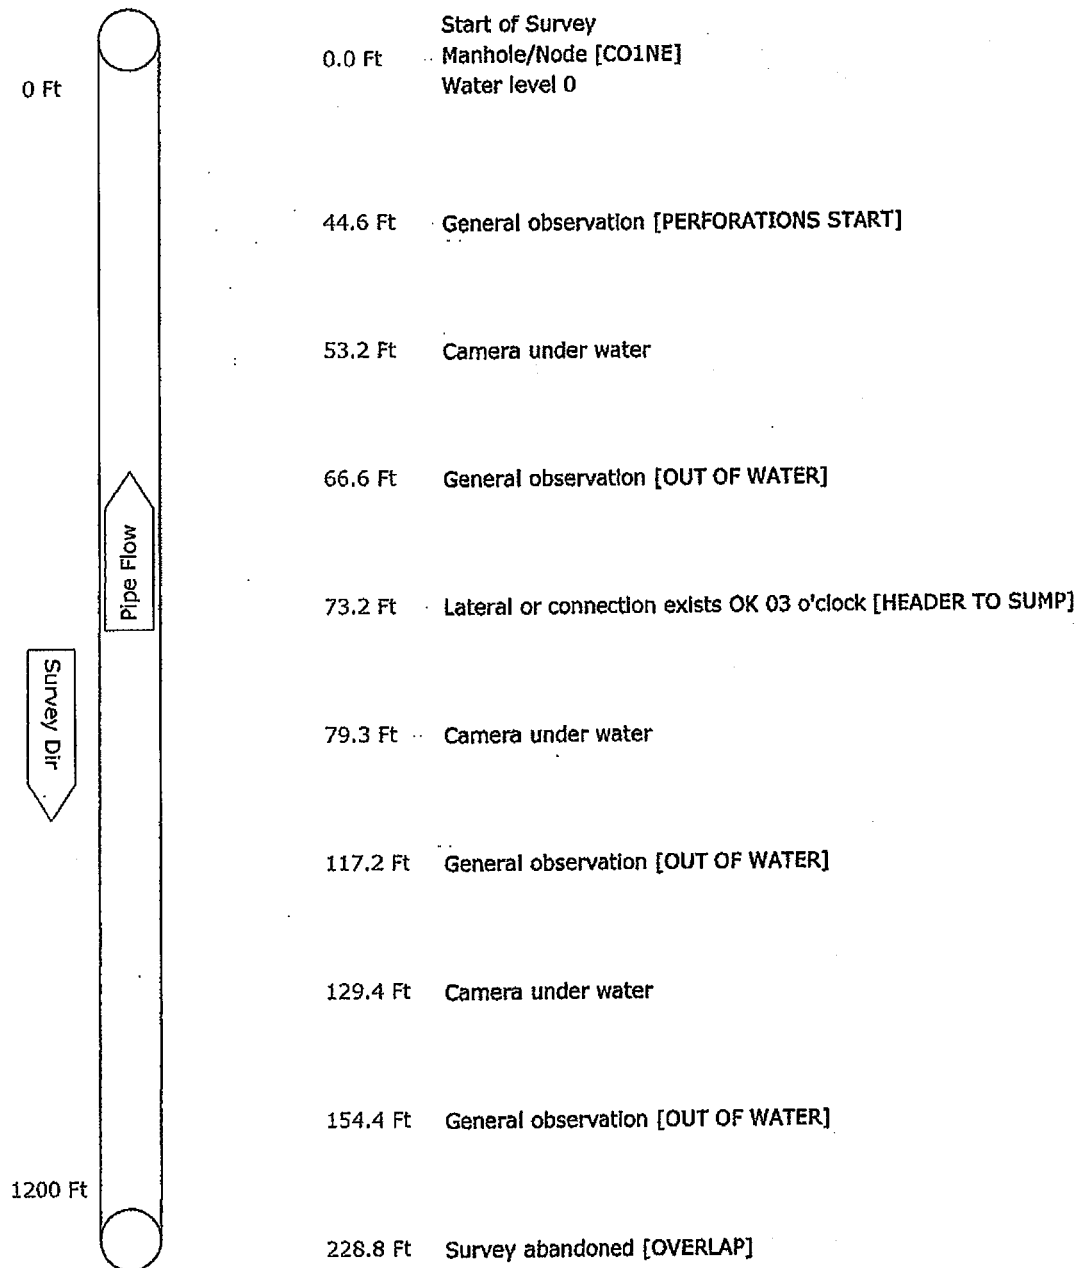 Start of Survey
0.0 Ft Manhole/Node [CO1NE]
Water level 0
0 Ft
44.6 Ft General observation [PERFORATIONS START]
53.2 Ft Camera under water
66.6 Ft General observation [OUT OF WATER]
Pipe Flow
73.2 Ft Lateral or connection exists OK 03 o'clock [HEADER TO SUMP]
Survey Dir
79.3 Ft Camera under water
117.2 Ft General observation [OUT OF WATER]
129.4 Ft Camera under water
154.4 Ft General observation [OUT OF WATER]
1200 Ft
228.8 Ft Survey abandoned [OVERLAP]